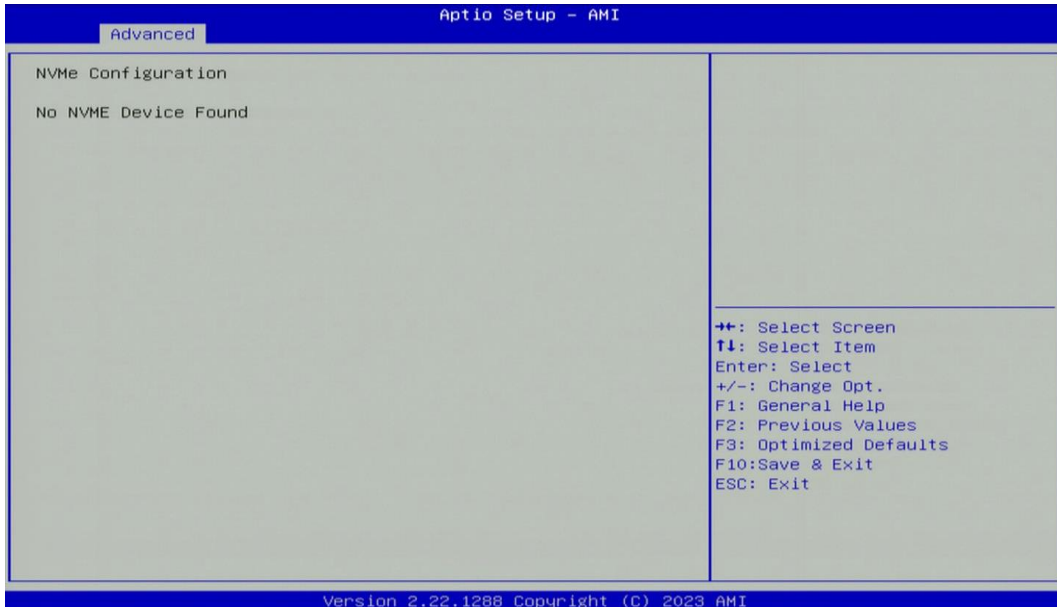 Aptio Setup – AMI
Advanced
NVMe Configuration
No NVME Device Found
→←: Select Screen
↑↓: Select Item
Enter: Select
+/-: Change Opt.
F1: General Help
F2: Previous Values
F3: Optimized Defaults
F10:Save & Exit
ESC: Exit
Version 2.22.1288 Copyright (C) 2023 AMI